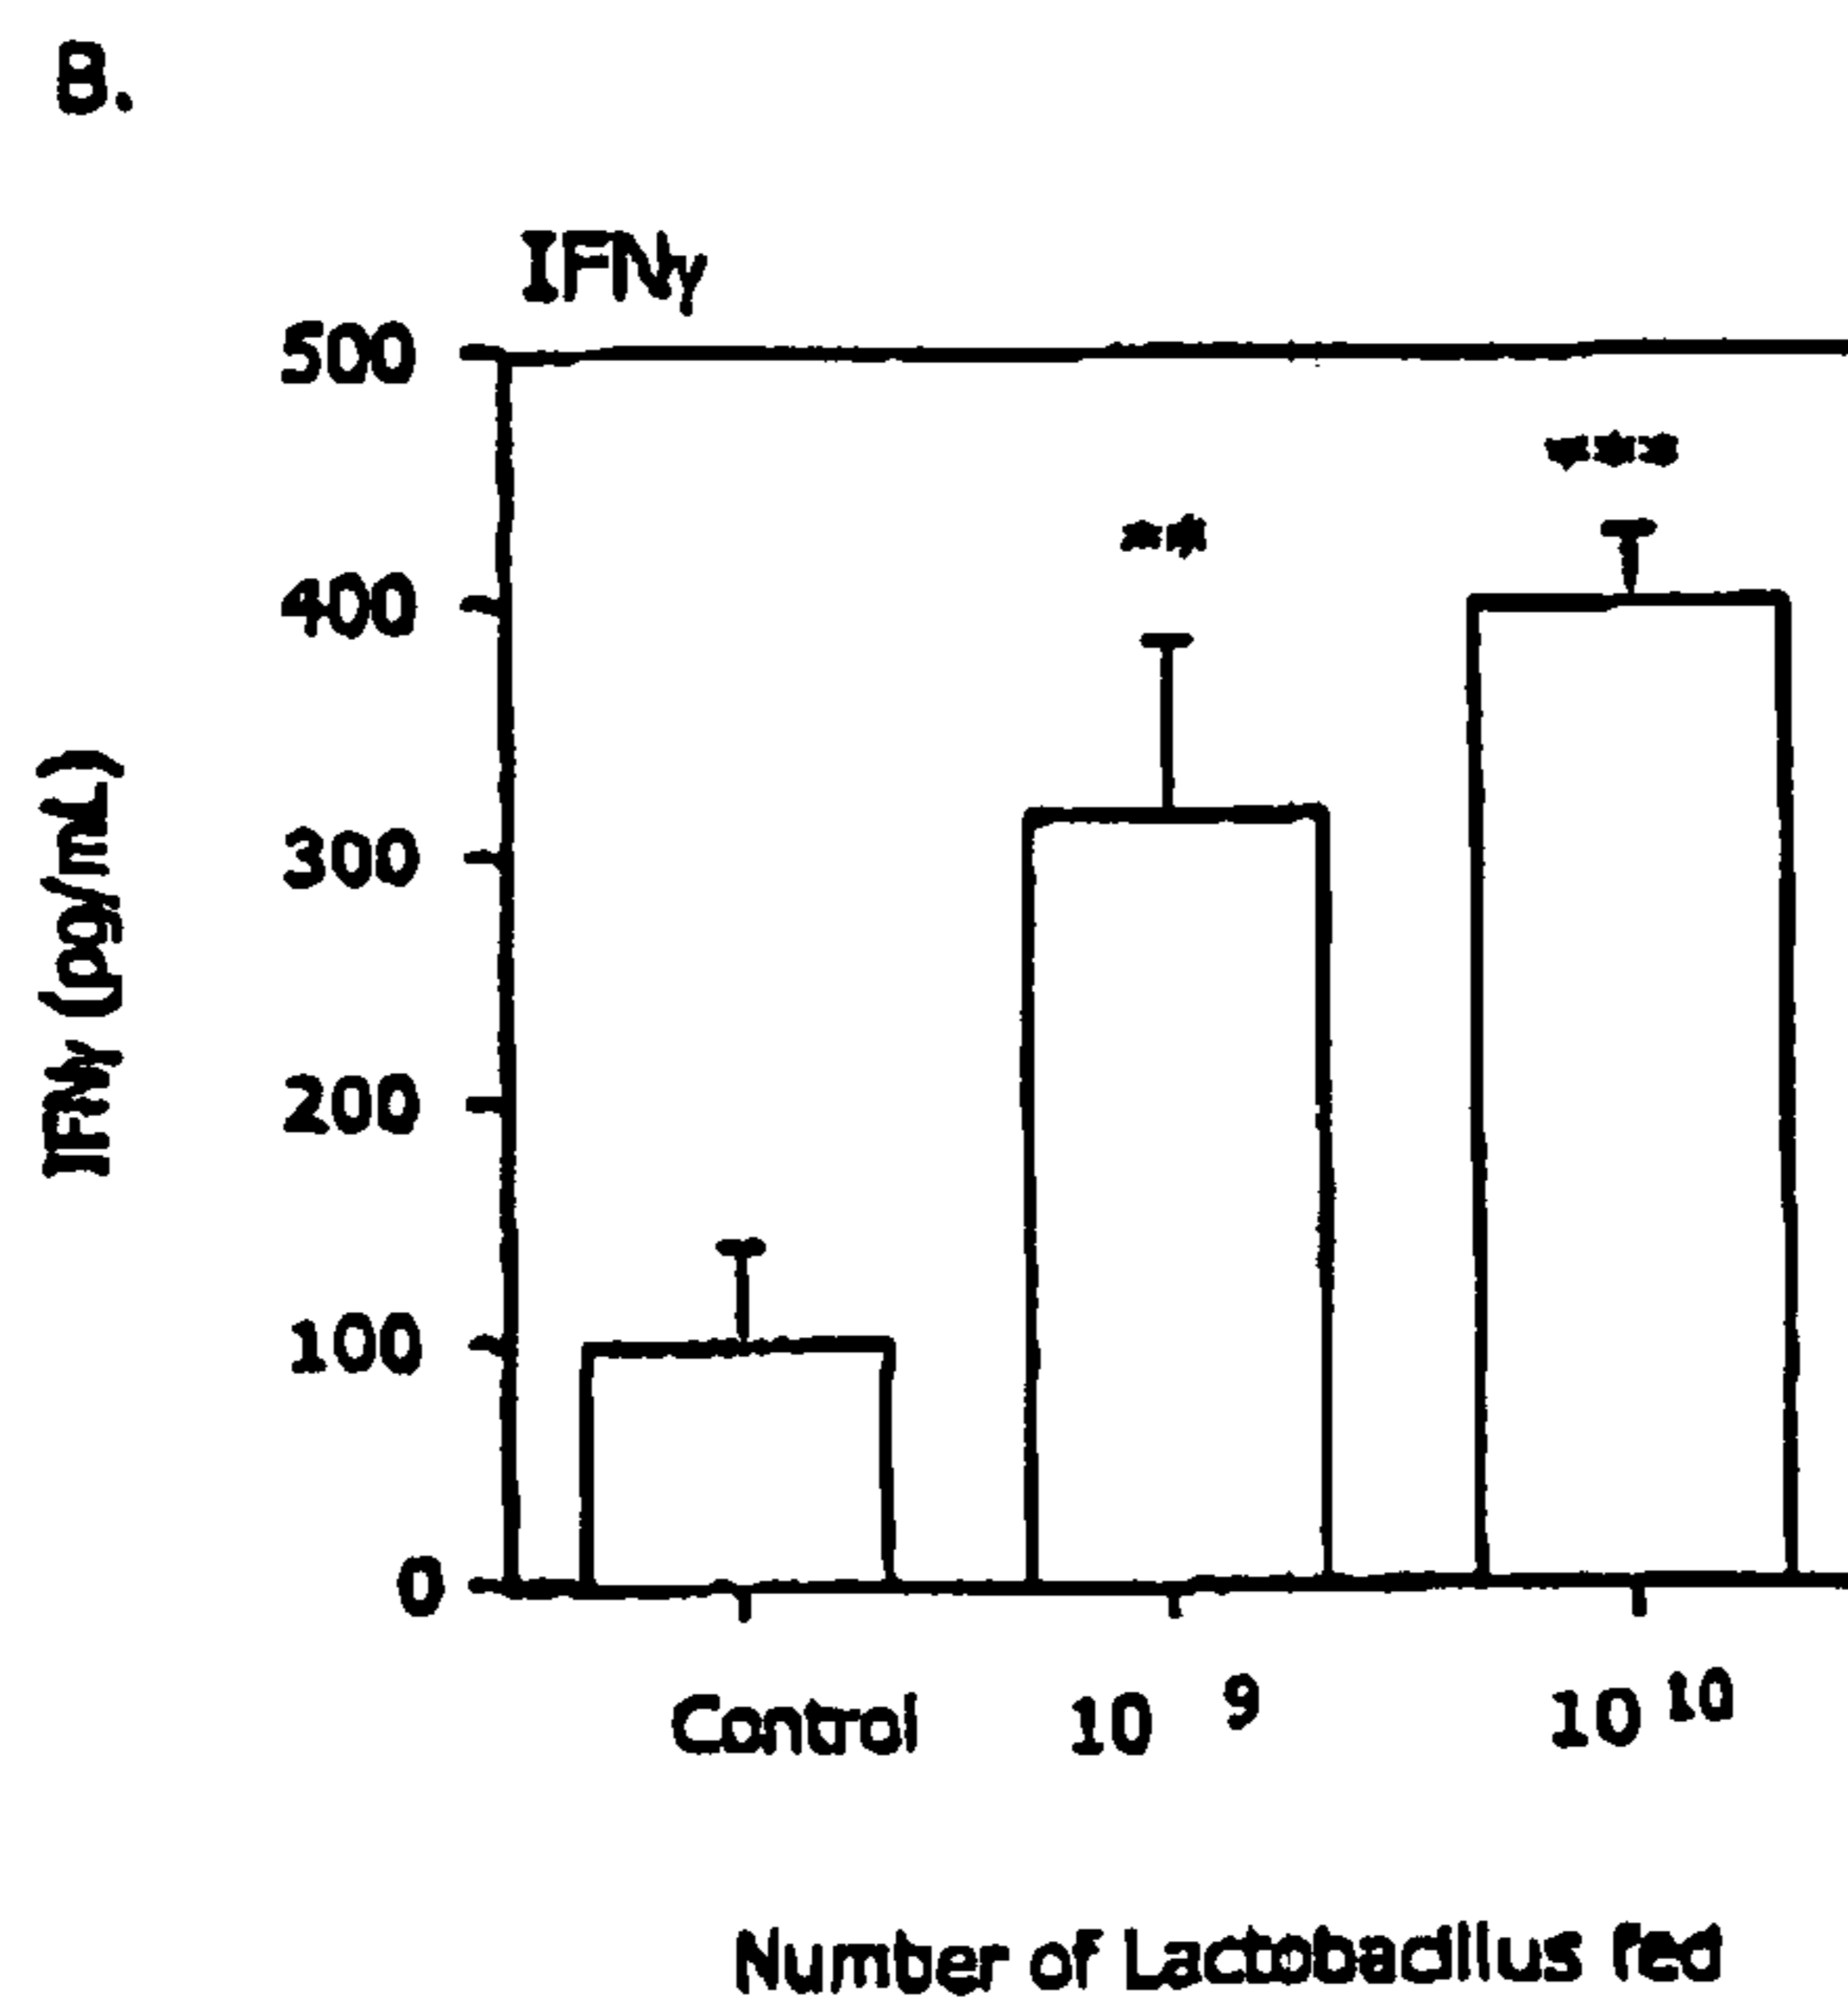 B.
IFNγ
500
400
300
200
100
0
IFNγ (pg/mL)
**
***
Control 10 9 10 10
Number of Lactobacillus fed